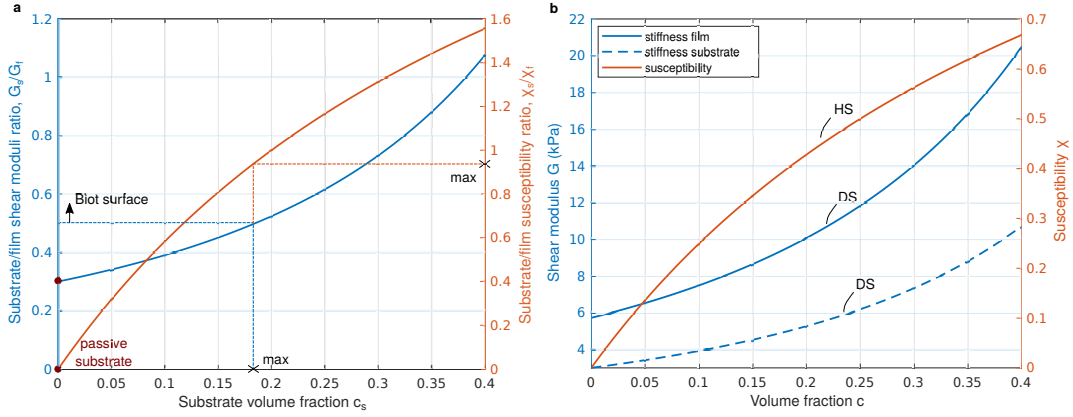 a
Substrate/film shear moduli ratio, Gs/Gf
1.2
1
0.8
0.6
0.4
0.2
0
Biot surface
passive
substrate
max
max
0
0.05
0.1
0.15
0.2
0.25
0.3
0.35
0.4
Substrate volume fraction cs
1.6
1.4
1.2
1
0.8
0.6
0.4
0.2
0
Substrate/film susceptibility ratio, χs/χf
b
Shear modulus G (kPa)
22
20
18
16
14
12
10
8
6
4
stiffness film
stiffness substrate
susceptibility
HS
DS
DS
0
0.05
0.1
0.15
0.2
0.25
0.3
0.35
0.4
Volume fraction c
0.7
0.6
0.5
0.4
0.3
0.2
0.1
0
Susceptibility χ